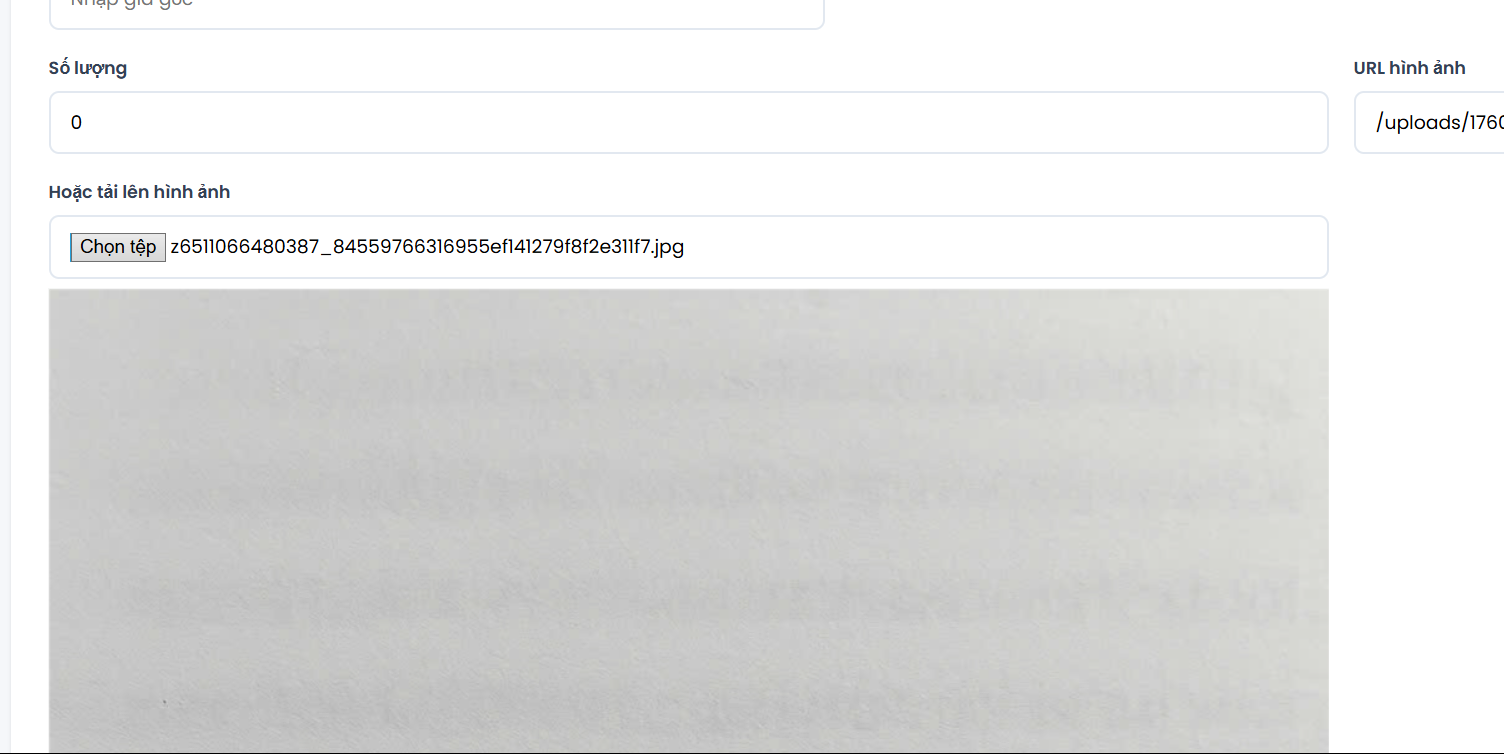 Nhập giá gốc
Số lượng
URL hình ảnh
0
/uploads/1760
Hoặc tải lên hình ảnh
Chọn tệp z6511066480387_84559766316955ef141279f8f2e311f7.jpg